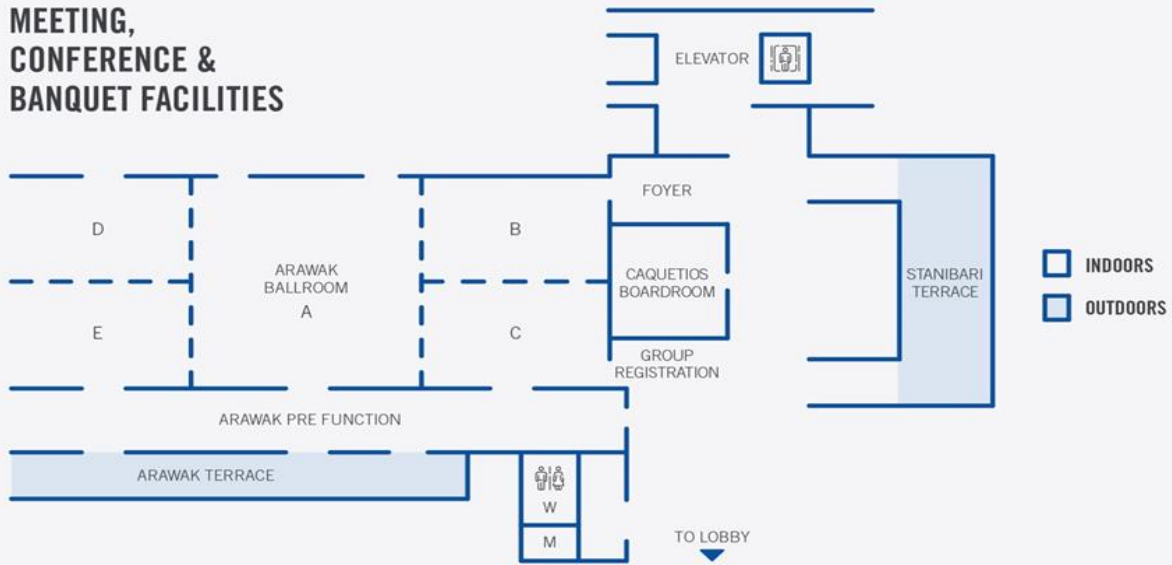 MEETING,
CONFERENCE &
BANQUET FACILITIES
ELEVATOR
FOYER
D
B
ARAWAK
BALLROOM
A
CAQUETIOS
BOARDROOM
STANIBARI
TERRACE
INDOORS
OUTDOORS
E
C
GROUP
REGISTRATION
ARAWAK PRE FUNCTION
ARAWAK TERRACE
W
M
TO LOBBY